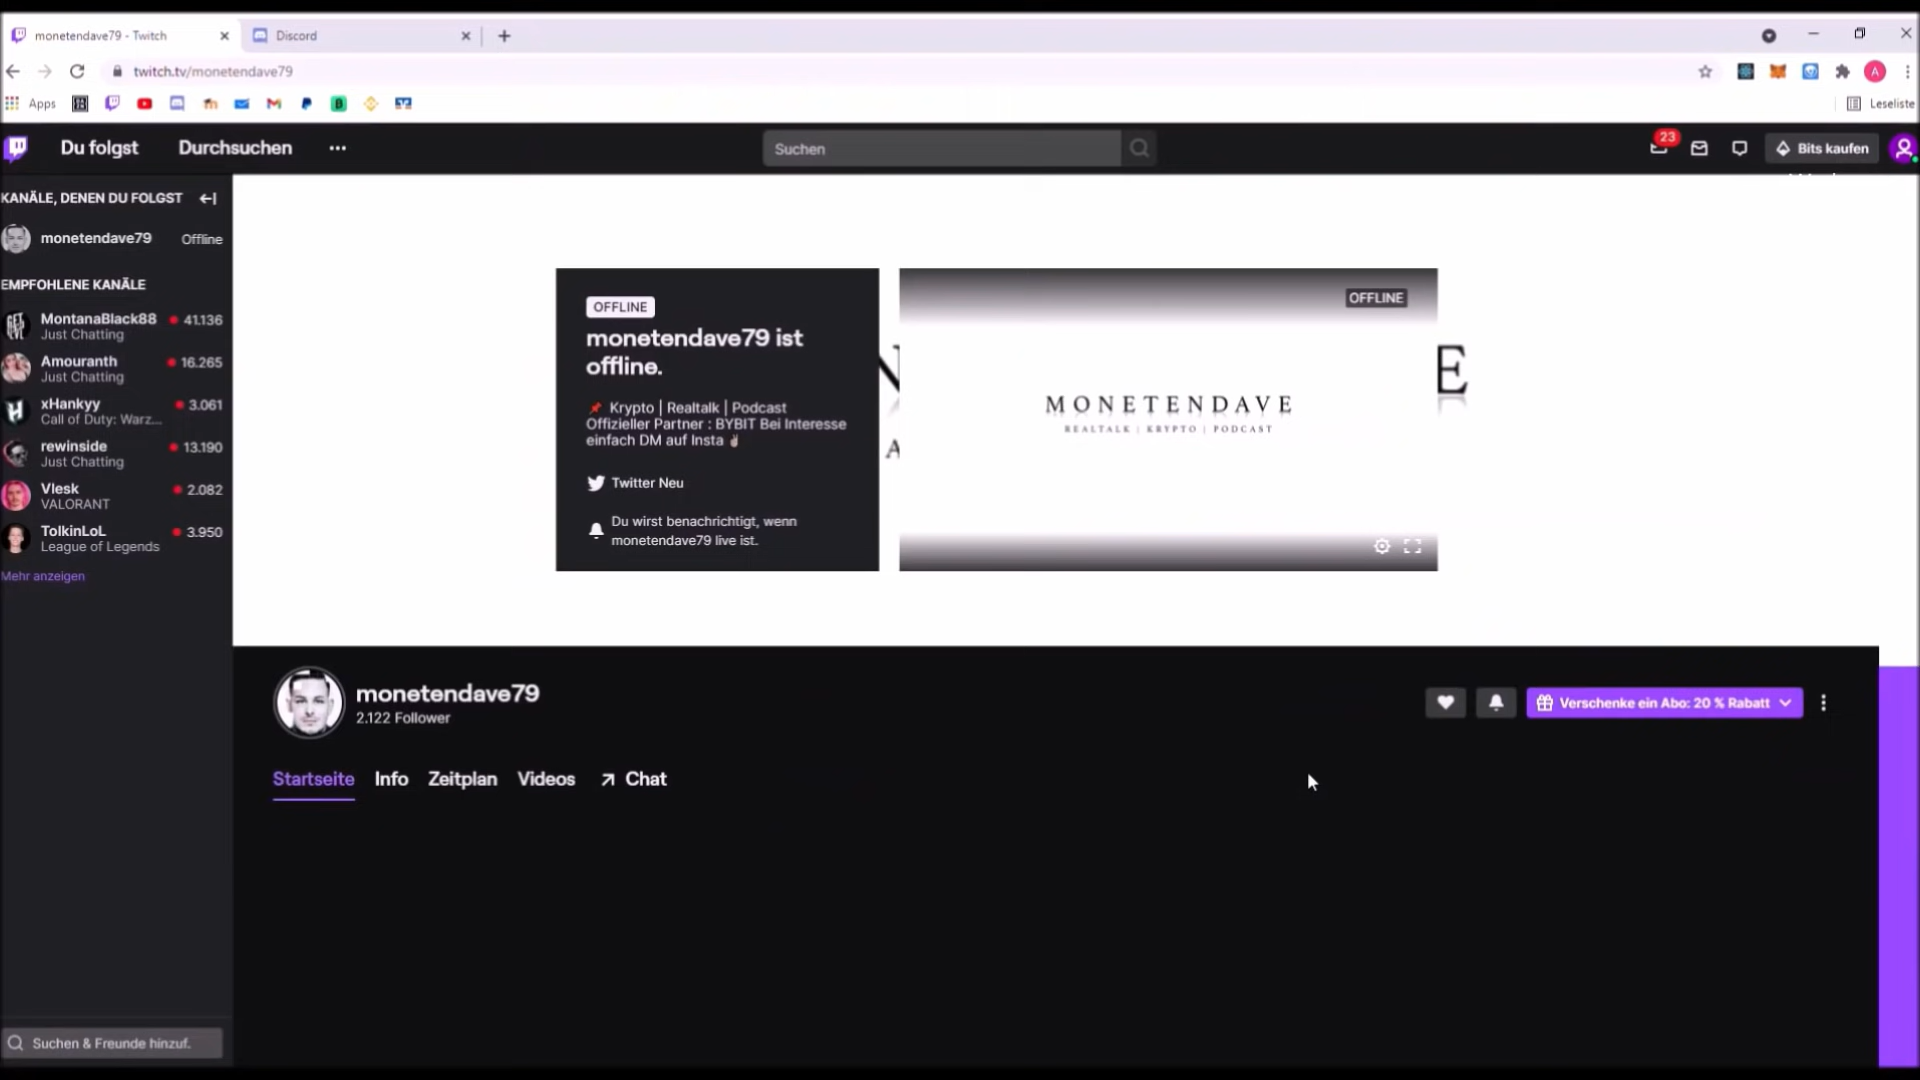 monetendave79 - Twitch
Discord
twitch.tv/monetendave79
Apps
Leseliste
Du folgst
Durchsuchen
Suchen
23
Bits kaufen
KANÄLE, DENEN DU FOLGST
monetendave79
Offline
EMPFOHLENE KANÄLE
MontanaBlack88
41.136
Just Chatting
Amouranth
16.265
Just Chatting
xHankyy
3.061
Call of Duty: Warz...
rewinside
13.190
Just Chatting
Vlesk
2.082
VALORANT
TolkinLoL
3.950
League of Legends
Mehr anzeigen
Suchen & Freunde hinzuf.
OFFLINE
monetendave79 ist
offline.
Krypto | Realtalk | Podcast
Offizieller Partner : BYBIT Bei Interesse
einfach DM auf Insta
Twitter Neu
Du wirst benachrichtigt, wenn
monetendave79 live ist.
OFFLINE
MONETENDAVE
REALTALK | KRYPTO | PODCAST
E
monetendave79
2.122 Follower
Verschenke ein Abo: 20 % Rabatt
Startseite
Info
Zeitplan
Videos
Chat